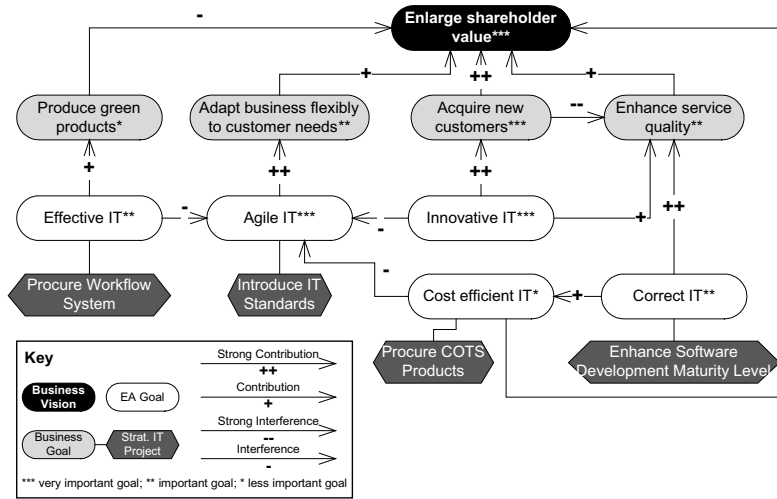 Enlarge shareholder
value***
-
+
++
+
Produce green
products*
Adapt business flexibly
to customer needs**
Acquire new
customers***
--
Enhance service
quality**
+
++
++
+
++
Effective IT**
-
Agile IT***
-
Innovative IT***
Procure Workflow
System
Introduce IT
Standards
-
Cost efficient IT*
+
Correct IT**
Procure COTS
Products
Enhance Software
Development Maturity Level
Key
Business
Vision
EA Goal
Business
Goal
Strat. IT
Project
Strong Contribution
++
Contribution
+
Strong Interference
--
Interference
-
*** very important goal; ** important goal; * less important goal